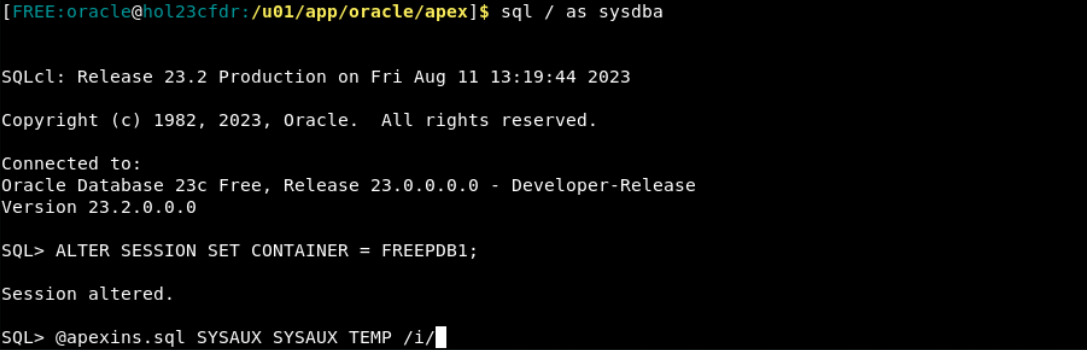 [FREE:oracle@hol23cfdr:/u01/app/oracle/apex]$ sql / as sysdba
SQLcl: Release 23.2 Production on Fri Aug 11 13:19:44 2023
Copyright (c) 1982, 2023, Oracle.  All rights reserved.
Connected to:
Oracle Database 23c Free, Release 23.0.0.0.0 - Developer-Release
Version 23.2.0.0.0
SQL> ALTER SESSION SET CONTAINER = FREEPDB1;
Session altered.
SQL> @apexins.sql SYSAUX SYSAUX TEMP /i/